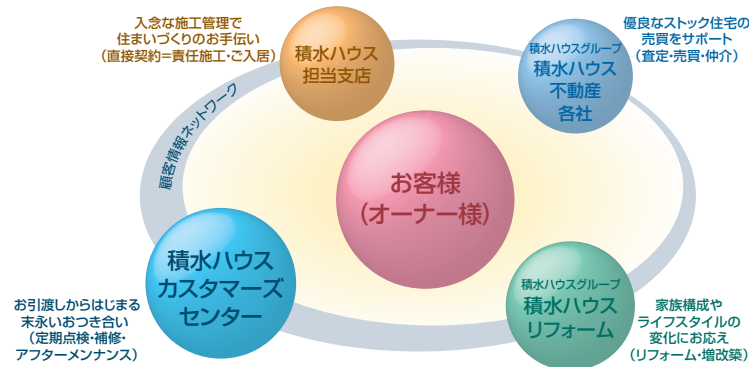 入念な施工管理で
住まいづくりのお手伝い
(直接契約=責任施工・ご入居)
積水ハウス
担当支店
優良なストック住宅の
売買をサポート
(査定・売買・仲介)
積水ハウスグループ
積水ハウス
不動産
各社
顧客情報ネットワーク
お客様
(オーナー様)
積水ハウス
カスタマーズ
センター
お引渡しからはじまる
末永いおつき合い
(定期点検・補修・
アフターメンナンス)
積水ハウスグループ
積水ハウス
リフォーム
家族構成や
ライフスタイルの
変化にお応え
(リフォーム・増改築)